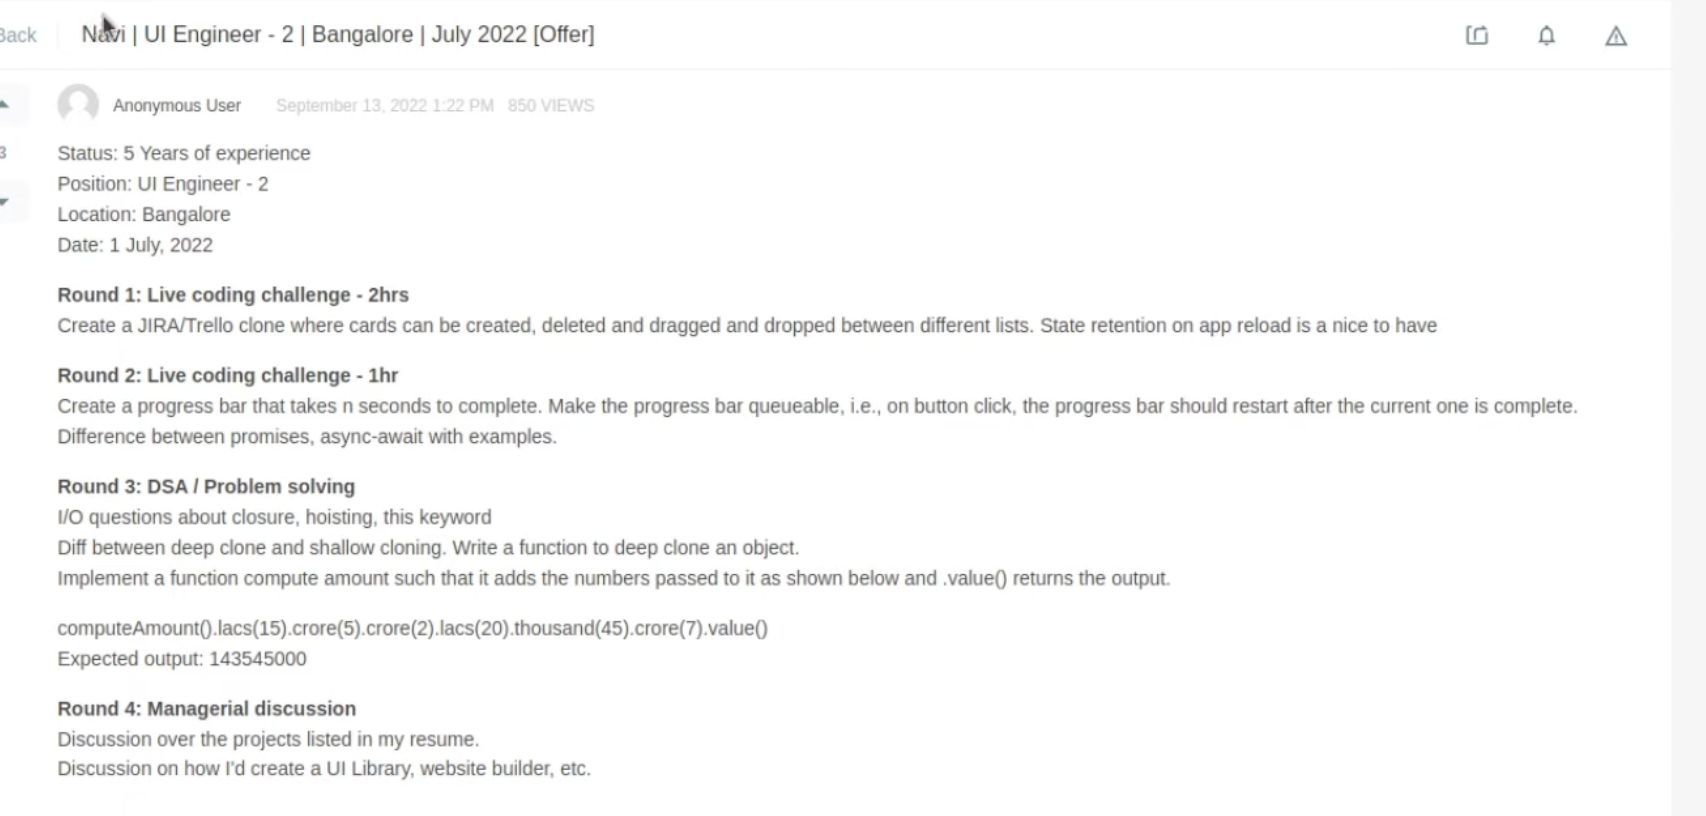 Back
Navi | UI Engineer - 2 | Bangalore | July 2022 [Offer]
Anonymous User September 13, 2022 1:22 PM 850 VIEWS
3
Status: 5 Years of experience
Position: UI Engineer - 2
Location: Bangalore
Date: 1 July, 2022
Round 1: Live coding challenge - 2hrs
Create a JIRA/Trello clone where cards can be created, deleted and dragged and dropped between different lists. State retention on app reload is a nice to have
Round 2: Live coding challenge - 1hr
Create a progress bar that takes n seconds to complete. Make the progress bar queueable, i.e., on button click, the progress bar should restart after the current one is complete.
Difference between promises, async-await with examples.
Round 3: DSA / Problem solving
I/O questions about closure, hoisting, this keyword
Diff between deep clone and shallow cloning. Write a function to deep clone an object.
Implement a function compute amount such that it adds the numbers passed to it as shown below and .value() returns the output.
computeAmount().lacs(15).crore(5).crore(2).lacs(20).thousand(45).crore(7).value()
Expected output: 143545000
Round 4: Managerial discussion
Discussion over the projects listed in my resume.
Discussion on how I'd create a UI Library, website builder, etc.